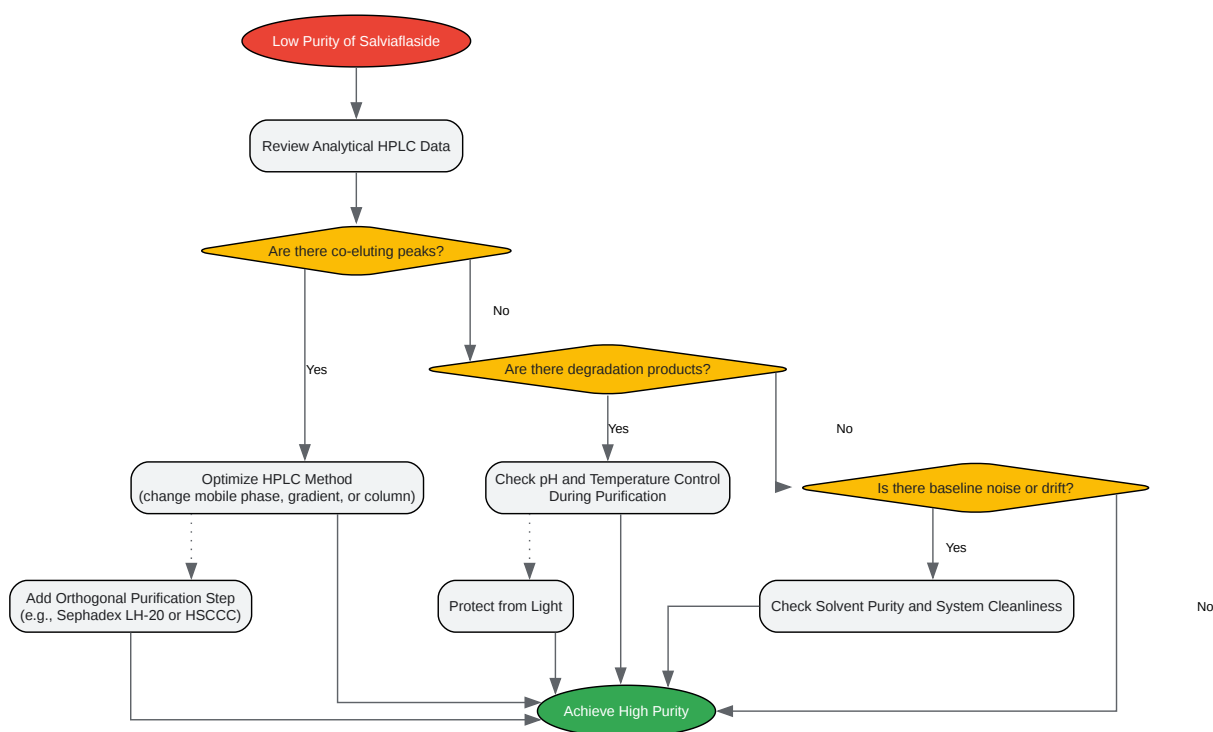 Low Purity of Salviaflaside
Review Analytical HPLC Data
Are there co-eluting peaks?
No
Yes
Are there degradation products?
Yes
No
Optimize HPLC Method
(change mobile phase, gradient, or column)
Check pH and Temperature Control
During Purification
Is there baseline noise or drift?
Yes
Add Orthogonal Purification Step
(e.g., Sephadex LH-20 or HSCCC)
Protect from Light
Check Solvent Purity and System Cleanliness
No
Achieve High Purity